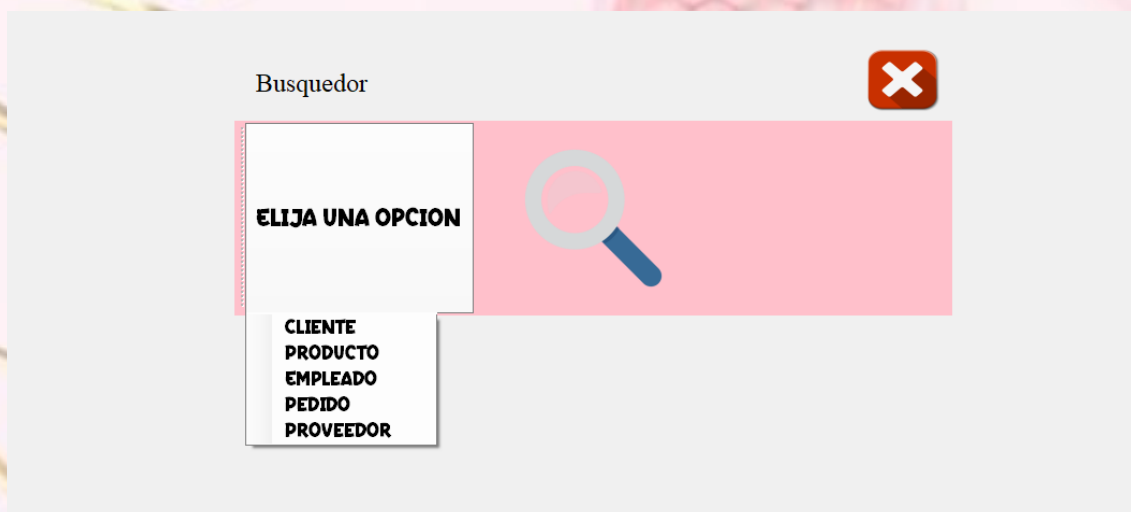 Busquedor
ELIJA UNA OPCION
CLIENTE
PRODUCTO
EMPLEADO
PEDIDO
PROVEEDOR